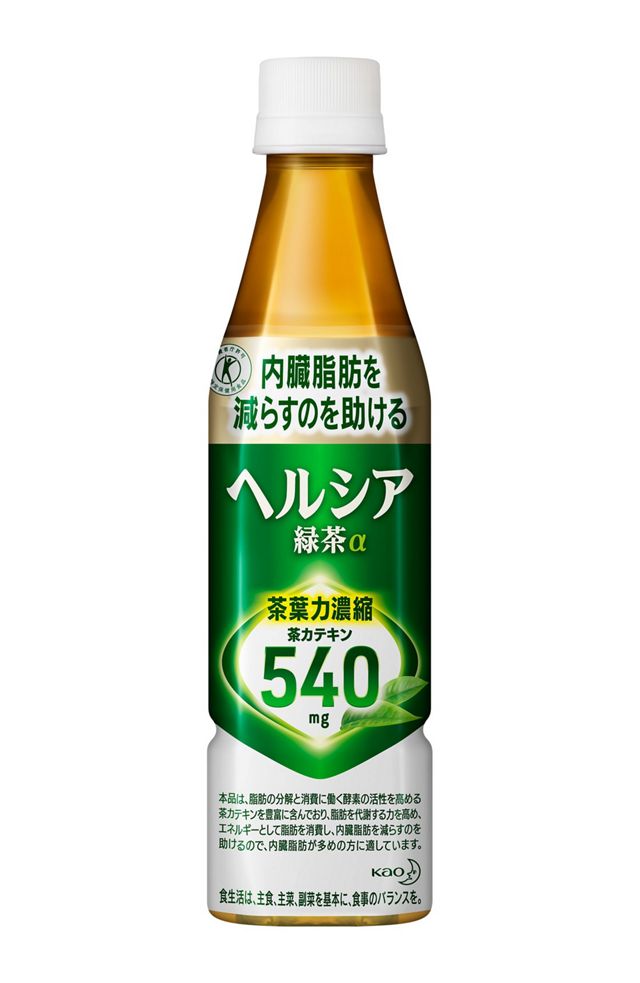 内臓脂肪を
減らすのを助ける
ヘルシア
緑茶α
茶葉力濃縮
茶カテキン
540
mg
本品は、脂肪の分解と消費に働く酵素の活性を高める
茶カテキンを豊富に含んでおり、脂肪を代謝する力を高め、
エネルギーとして脂肪を消費し、内臓脂肪を減らすのを
助けるので、内臓脂肪が多めの方に適しています。
kao
食生活は、主食、主菜、副菜を基本に、食事のバランスを。